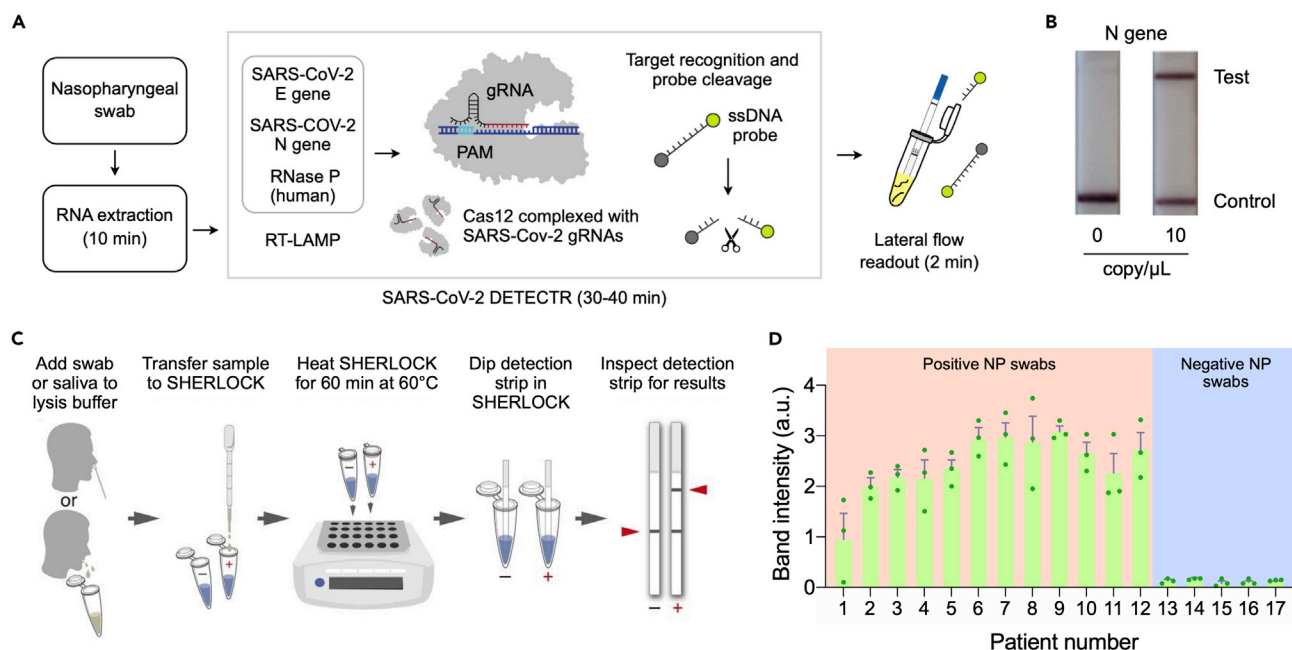 A
Nasopharyngeal
swab
RNA extraction
(10 min)
SARS-CoV-2
E gene
SARS-COV-2
N gene
RNase P
(human)
RT-LAMP
gRNA
PAM
Cas12 complexed with
SARS-Cov-2 gRNAs
Target recognition and
probe cleavage
ssDNA
probe
SARS-CoV-2 DETECTR (30-40 min)
Lateral flow
readout (2 min)
B
N gene
Test
Control
0 10
copy/µL
C
Add swab
or saliva to
lysis buffer
or
Transfer sample
to SHERLOCK
− +
Heat SHERLOCK
for 60 min at 60°C
− +
Dip detection
strip in
SHERLOCK
− +
Inspect detection
strip for results
− +
D
Positive NP swabs
Negative NP
swabs
Band intensity (a.u.)
4
3
2
1
0
1 2 3 4 5 6 7 8 9 10 11 12 13 14 15 16 17
Patient number